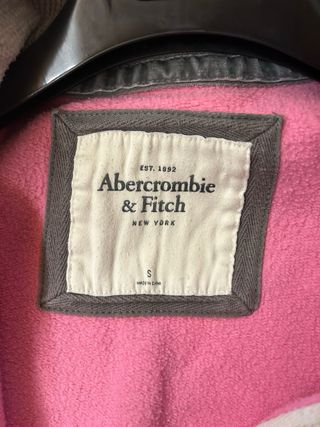 EST. 1892
Abercrombie
& Fitch
NEW YORK
S
MADE IN CHINA